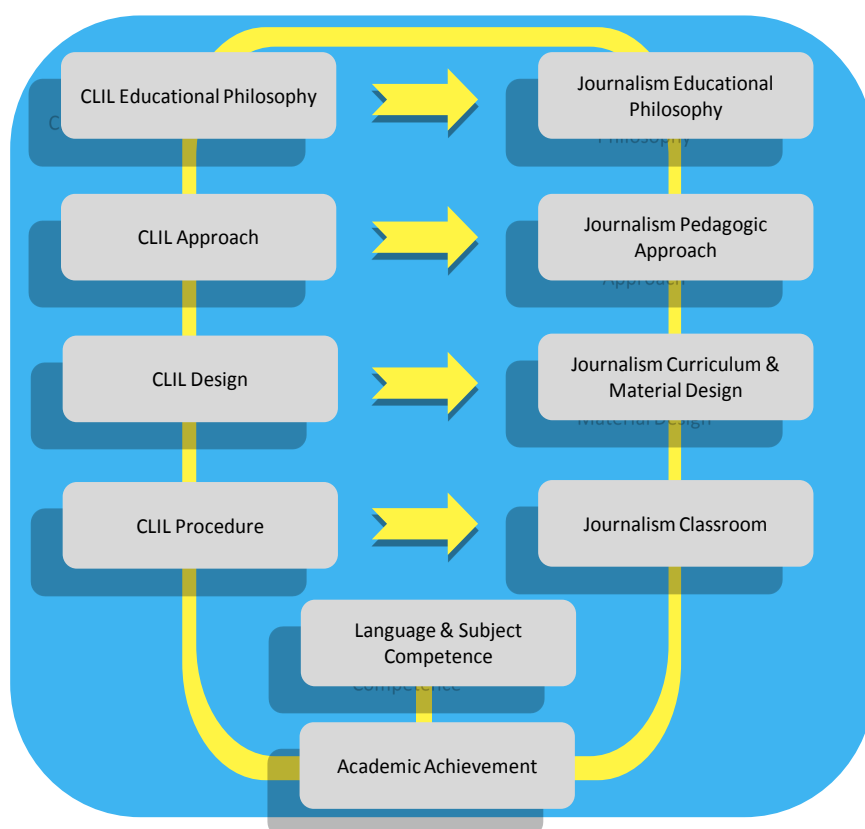 CLIL Educational Philosophy
Journalism Educational
Philosophy
CLIL Approach
Journalism Pedagogic
Approach
CLIL Design
Journalism Curriculum &
Material Design
CLIL Procedure
Journalism Classroom
Language & Subject
Competence
Academic Achievement